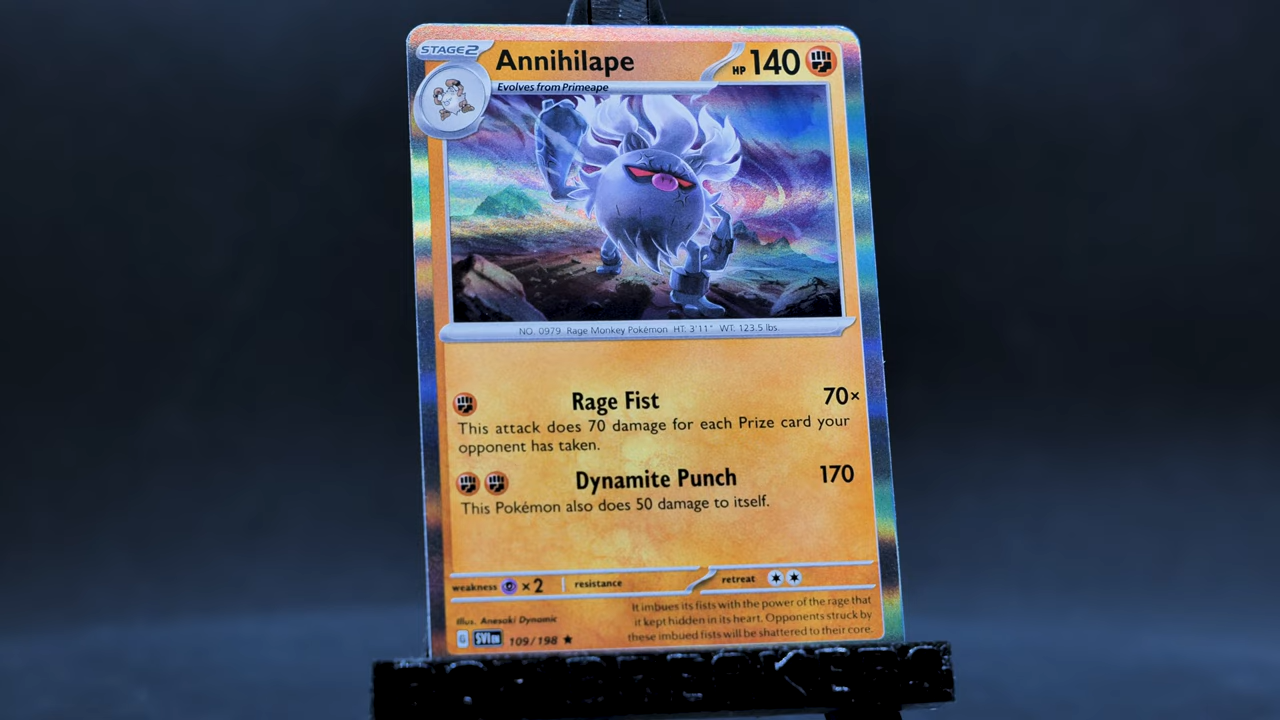 STAGE2
Annihilape
HP 140
Evolves from Primeape
NO. 0979 Rage Monkey Pokémon HT: 3'11" WT: 123.5 lbs.
Rage Fist 70×
This attack does 70 damage for each Prize card your
opponent has taken.
Dynamite Punch 170
This Pokémon also does 50 damage to itself.
weakness ×2 resistance retreat
Illus. Anesaki Dynamic
It imbues its fists with the power of the rage that
it kept hidden in its heart. Opponents struck by
these imbued fists will be shattered to their core.
G SVI EN 109/198 ★